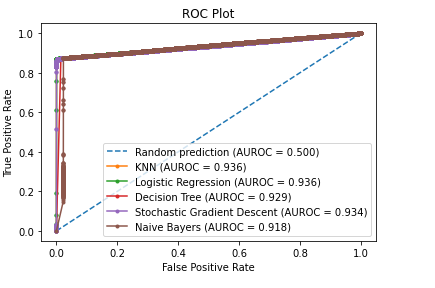 ROC Plot
True Positive Rate
1.0
0.8
0.6
0.4
0.2
0.0
Random prediction (AUROC = 0.500)
KNN (AUROC = 0.936)
Logistic Regression (AUROC = 0.936)
Decision Tree (AUROC = 0.929)
Stochastic Gradient Descent (AUROC = 0.934)
Naive Bayers (AUROC = 0.918)
0.0 0.2 0.4 0.6 0.8 1.0
False Positive Rate